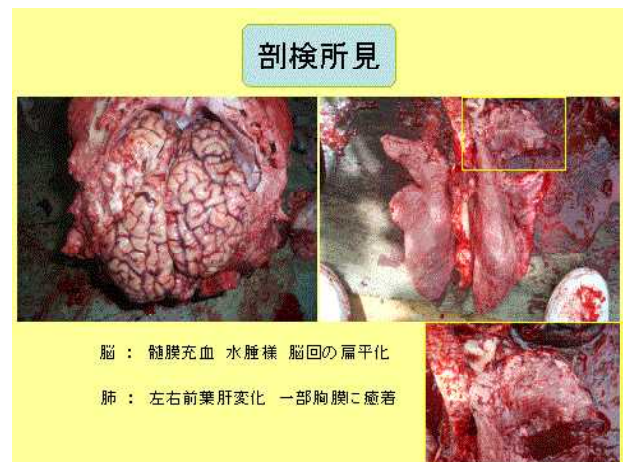 剖検所見
脳 ： 髄膜充血 水腫様 脳回の扁平化
肺 ： 左右前葉肝変化 一部胸膜に癒着